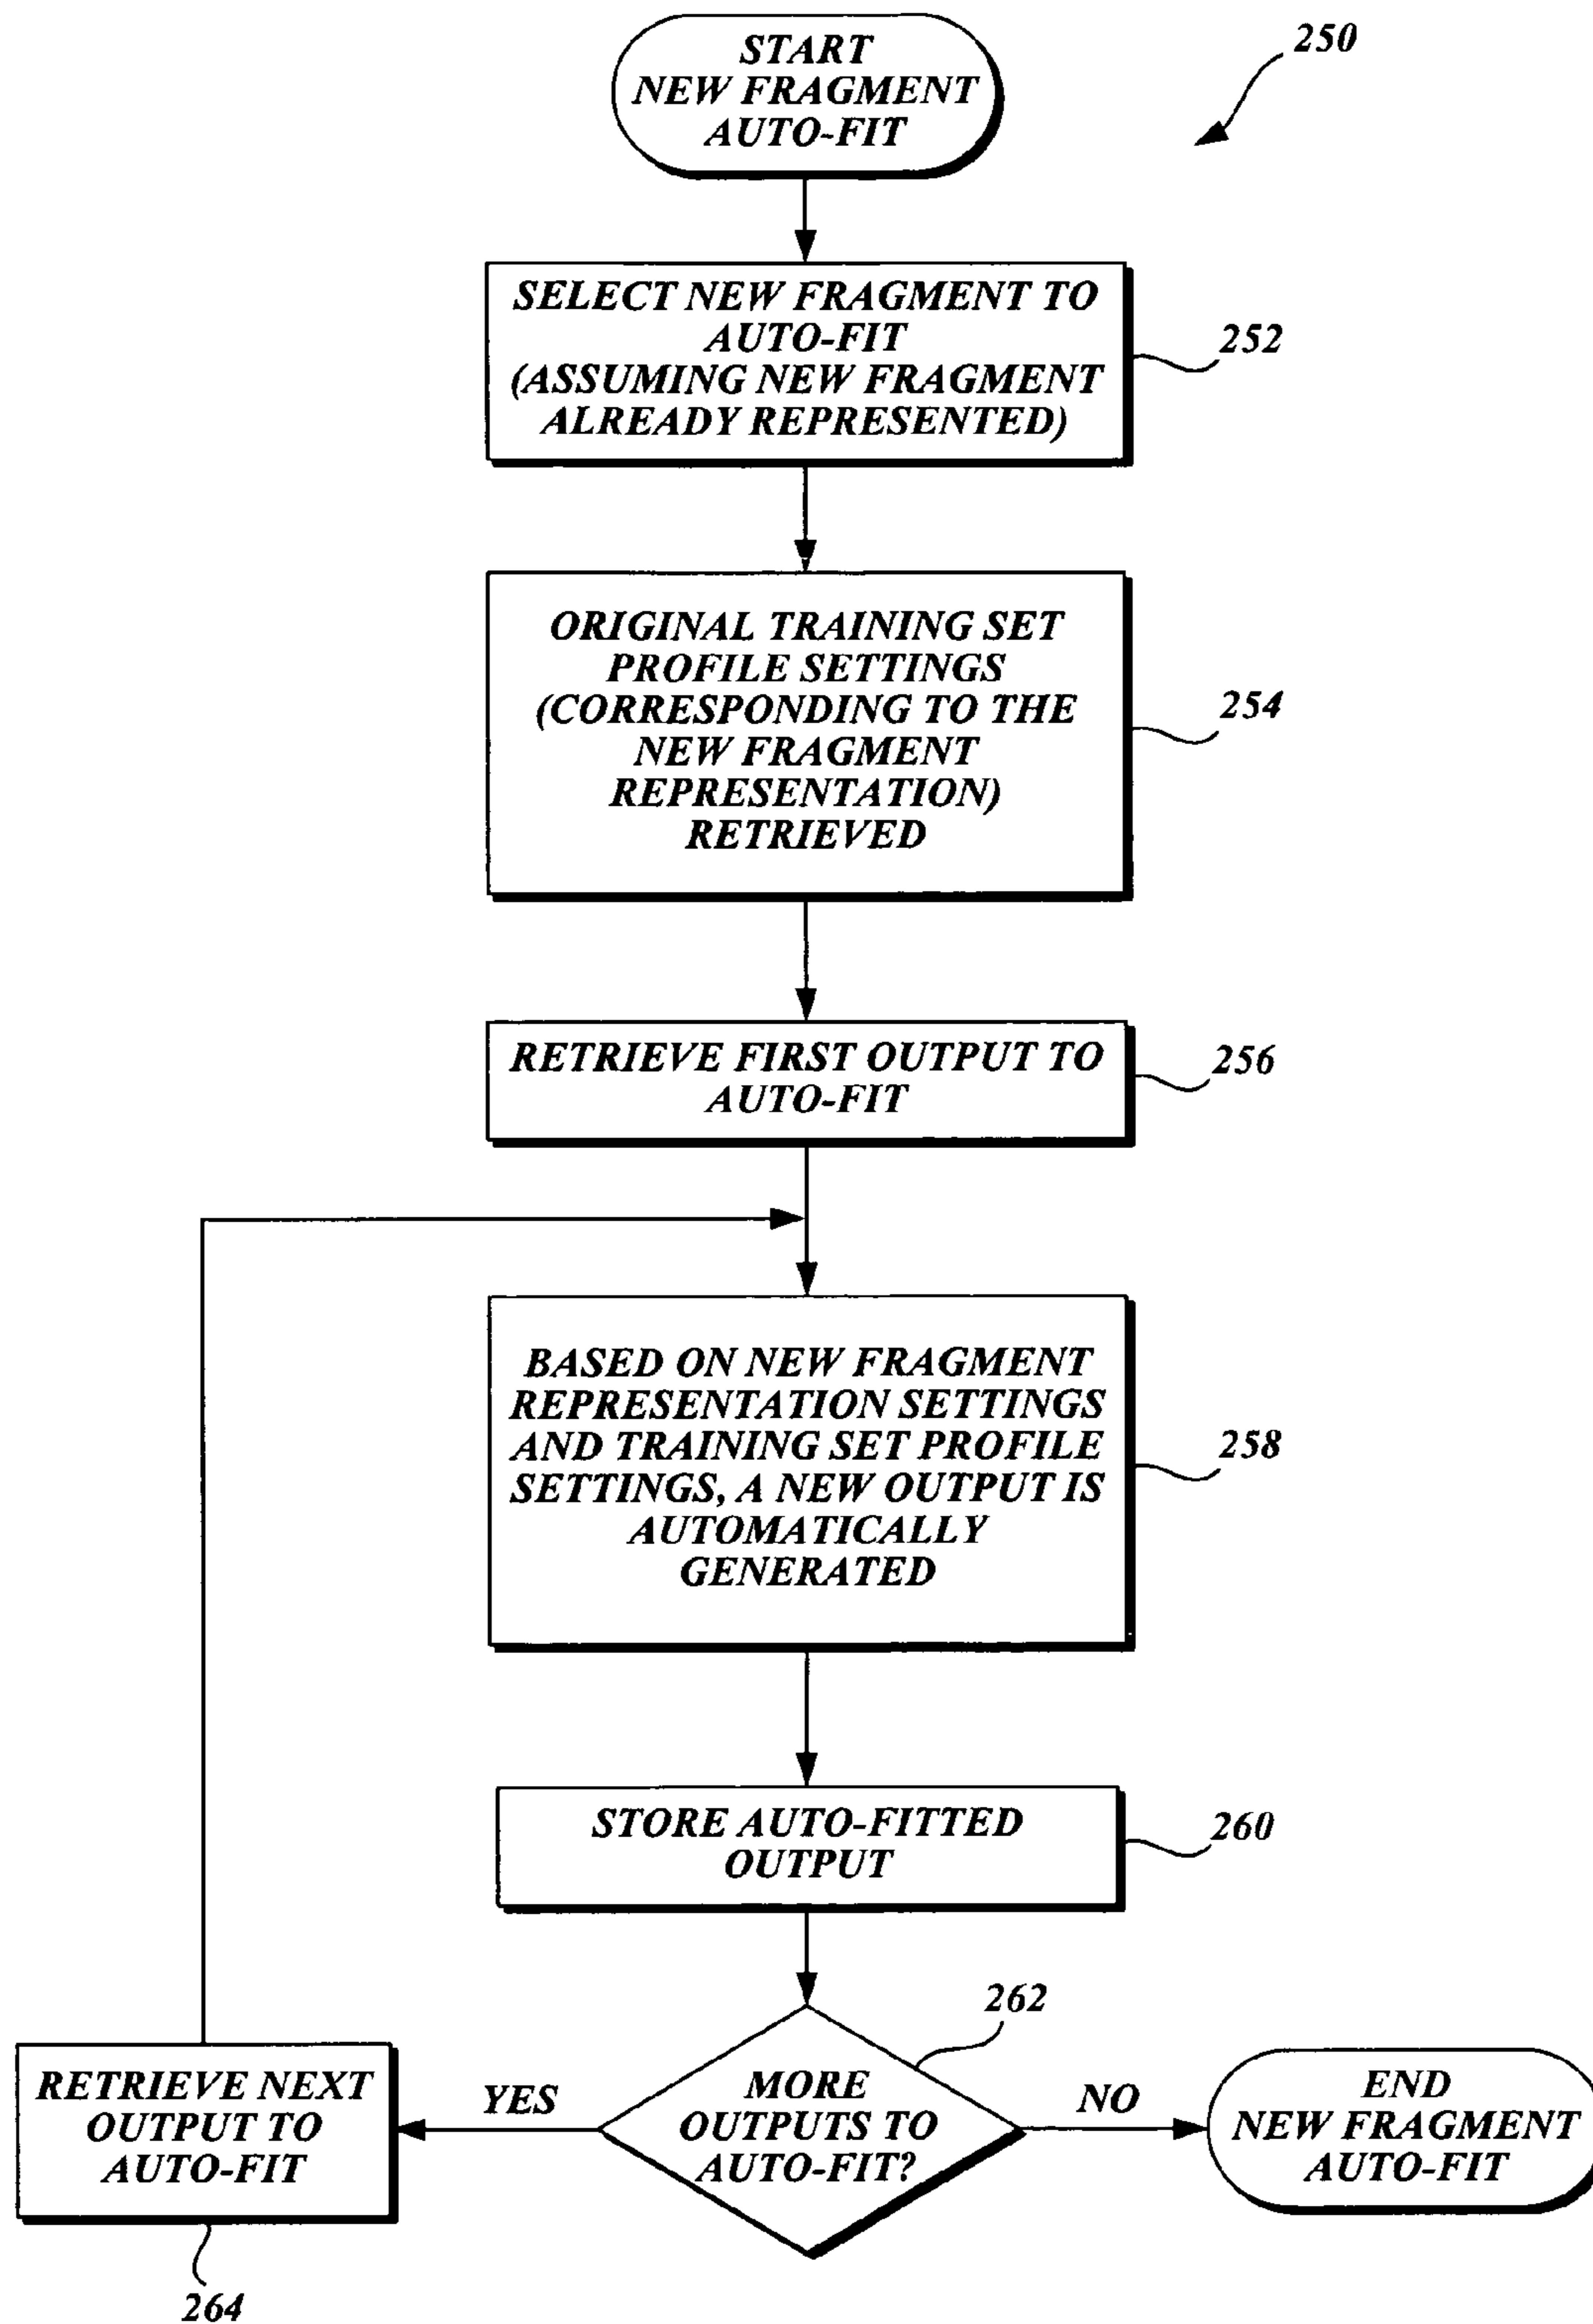 START
NEW FRAGMENT
AUTO-FIT
250
SELECT NEW FRAGMENT TO
AUTO-FIT
(ASSUMING NEW FRAGMENT
ALREADY REPRESENTED)
252
ORIGINAL TRAINING SET
PROFILE SETTINGS
(CORRESPONDING TO THE
NEW FRAGMENT
REPRESENTATION)
RETRIEVED
254
RETRIEVE FIRST OUTPUT TO
AUTO-FIT
256
BASED ON NEW FRAGMENT
REPRESENTATION SETTINGS
AND TRAINING SET PROFILE
SETTINGS, A NEW OUTPUT IS
AUTOMATICALLY
GENERATED
258
STORE AUTO-FITTED
OUTPUT
260
262
MORE
OUTPUTS TO
AUTO-FIT?
YES
NO
RETRIEVE NEXT
OUTPUT TO
AUTO-FIT
264
END
NEW FRAGMENT
AUTO-FIT